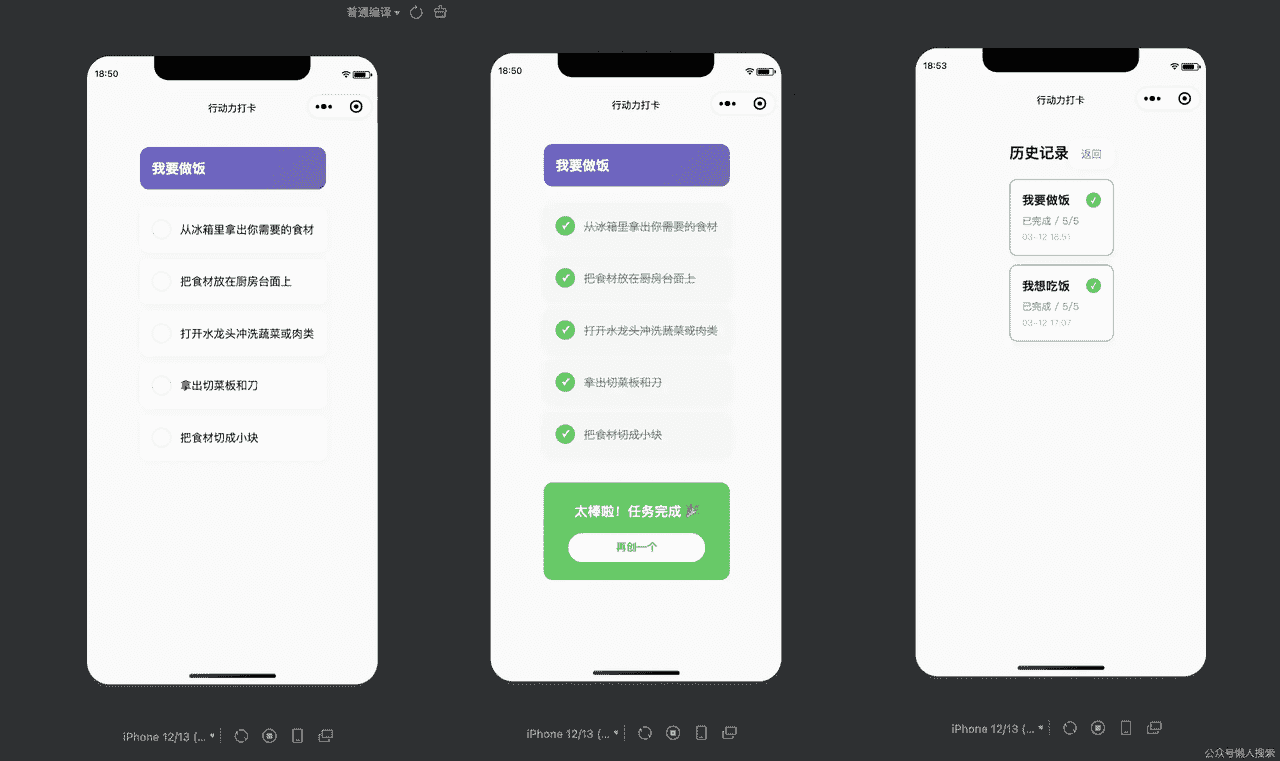 普通编译
18:50
行动力打卡
我要做饭
从冰箱里拿出你需要的食材
把食材放在厨房台面上
打开水龙头冲洗蔬菜或肉类
拿出切菜板和刀
把食材切成小块
iPhone 12/13 (...
18:50
行动力打卡
我要做饭
从冰箱里拿出你需要的食材
把食材放在厨房台面上
打开水龙头冲洗蔬菜或肉类
拿出切菜板和刀
把食材切成小块
太棒啦！任务完成
再创一个
iPhone 12/13 (...
18:53
行动力打卡
历史记录 返回
我要做饭
已完成 / 5/5
03-12 18:51
我想吃饭
已完成 / 5/5
03-12 17:07
iPhone 12/13 (...
公众号懒人搜索